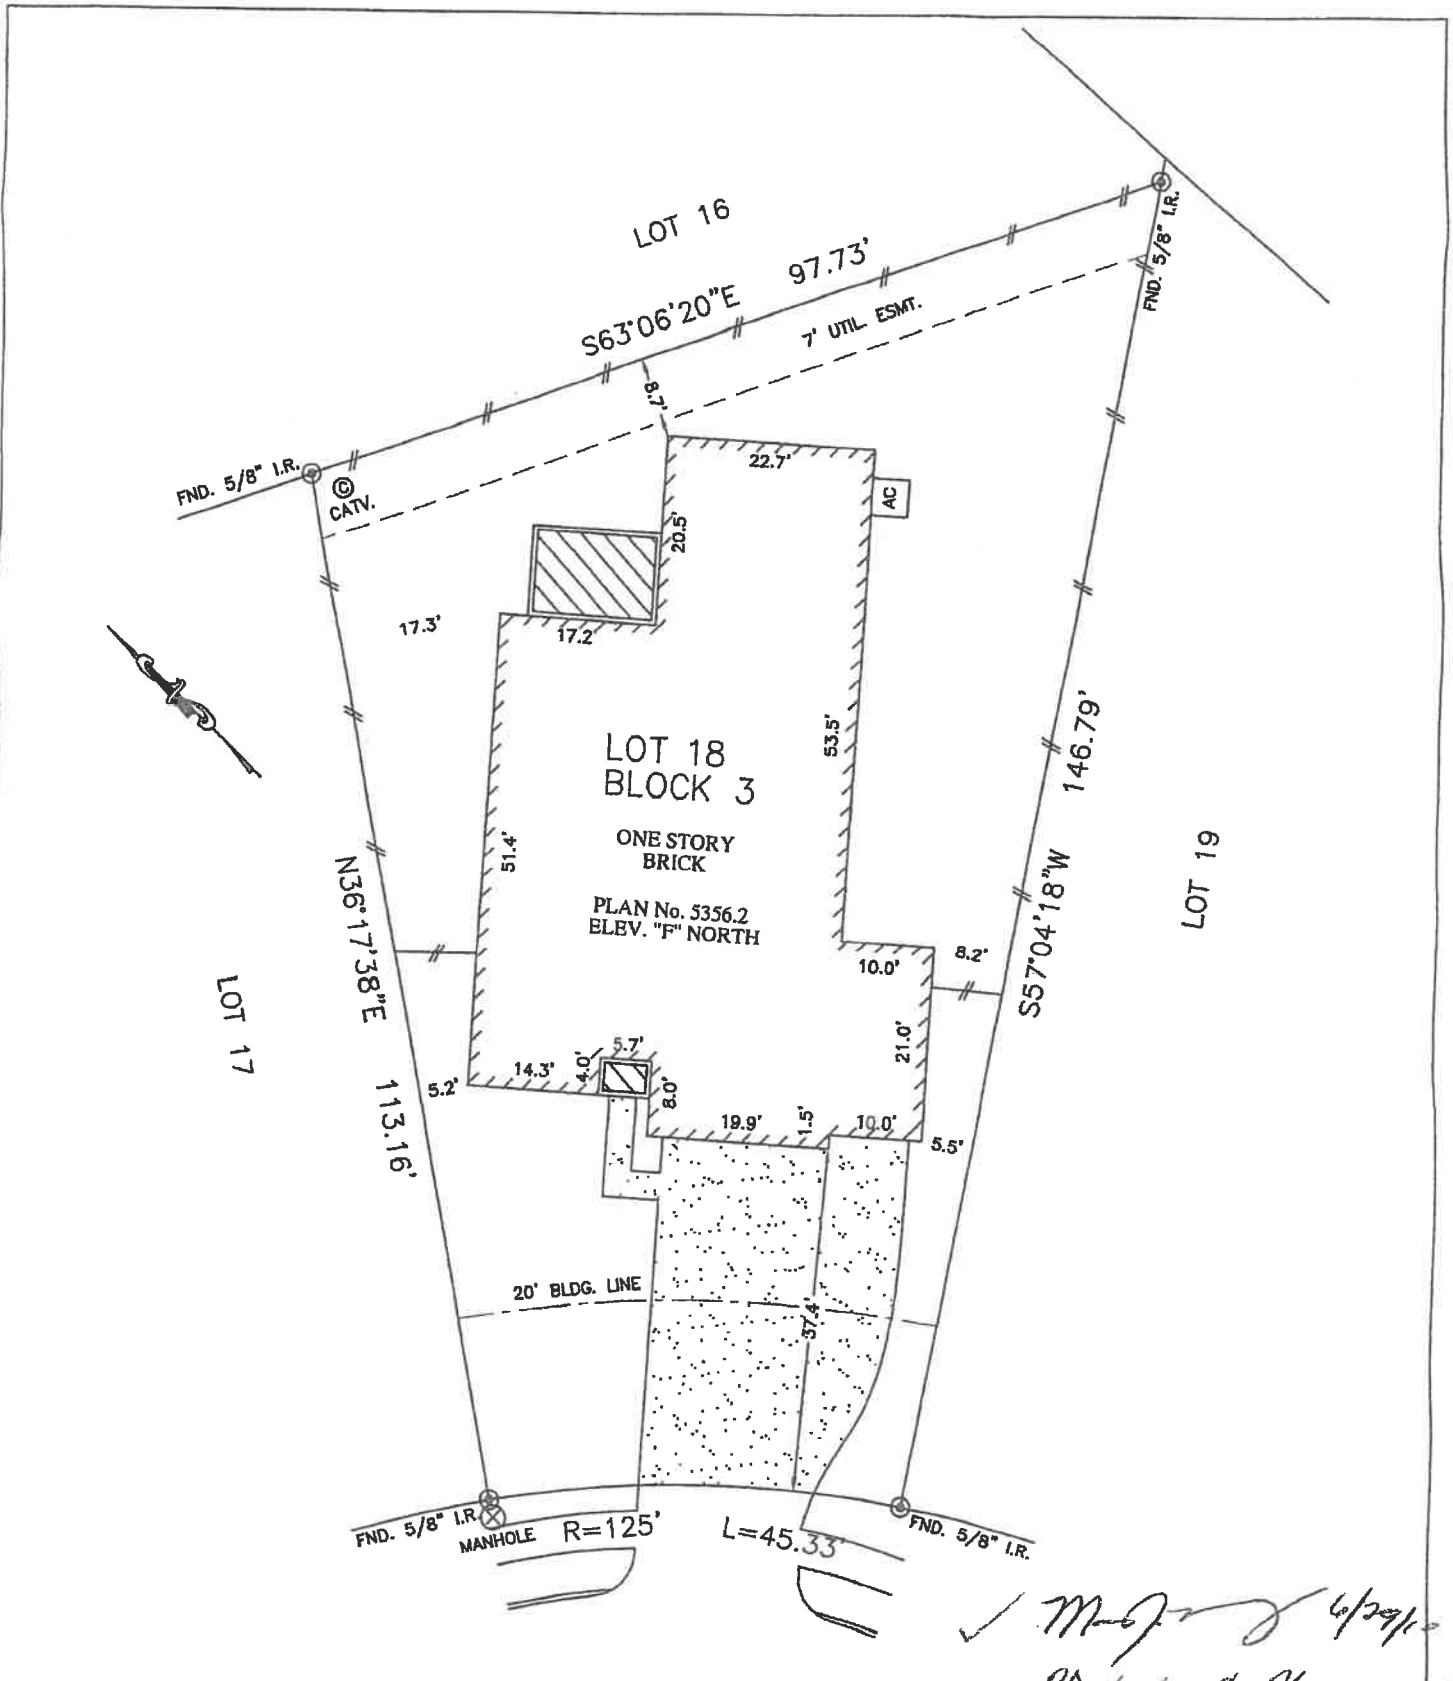 LOT 16
S63°06'20"E 97.73'
7' UTIL. ESMT.
FND. 5/8" I.R.
8.7'
FND. 5/8" I.R.
©
CATV.
22.7'
AC
20.5'
17.3'
17.2'
53.5'
146.79'
LOT 18
BLOCK 3
ONE STORY
BRICK
51.4'
PLAN No. 5356.2
ELEV. "F" NORTH
N36°17'38"E 113.16'
S57°04'18"W
LOT 19
LOT 17
10.0'
8.2'
21.0'
5.7'
4.0'
14.3'
5.2'
8.0'
19.9'
1.5'
10.0'
5.5'
20' BLDG. LINE
37.4'
FND. 5/8" I.R.
MANHOLE
R=125'
L=45.33'
FND. 5/8" I.R.